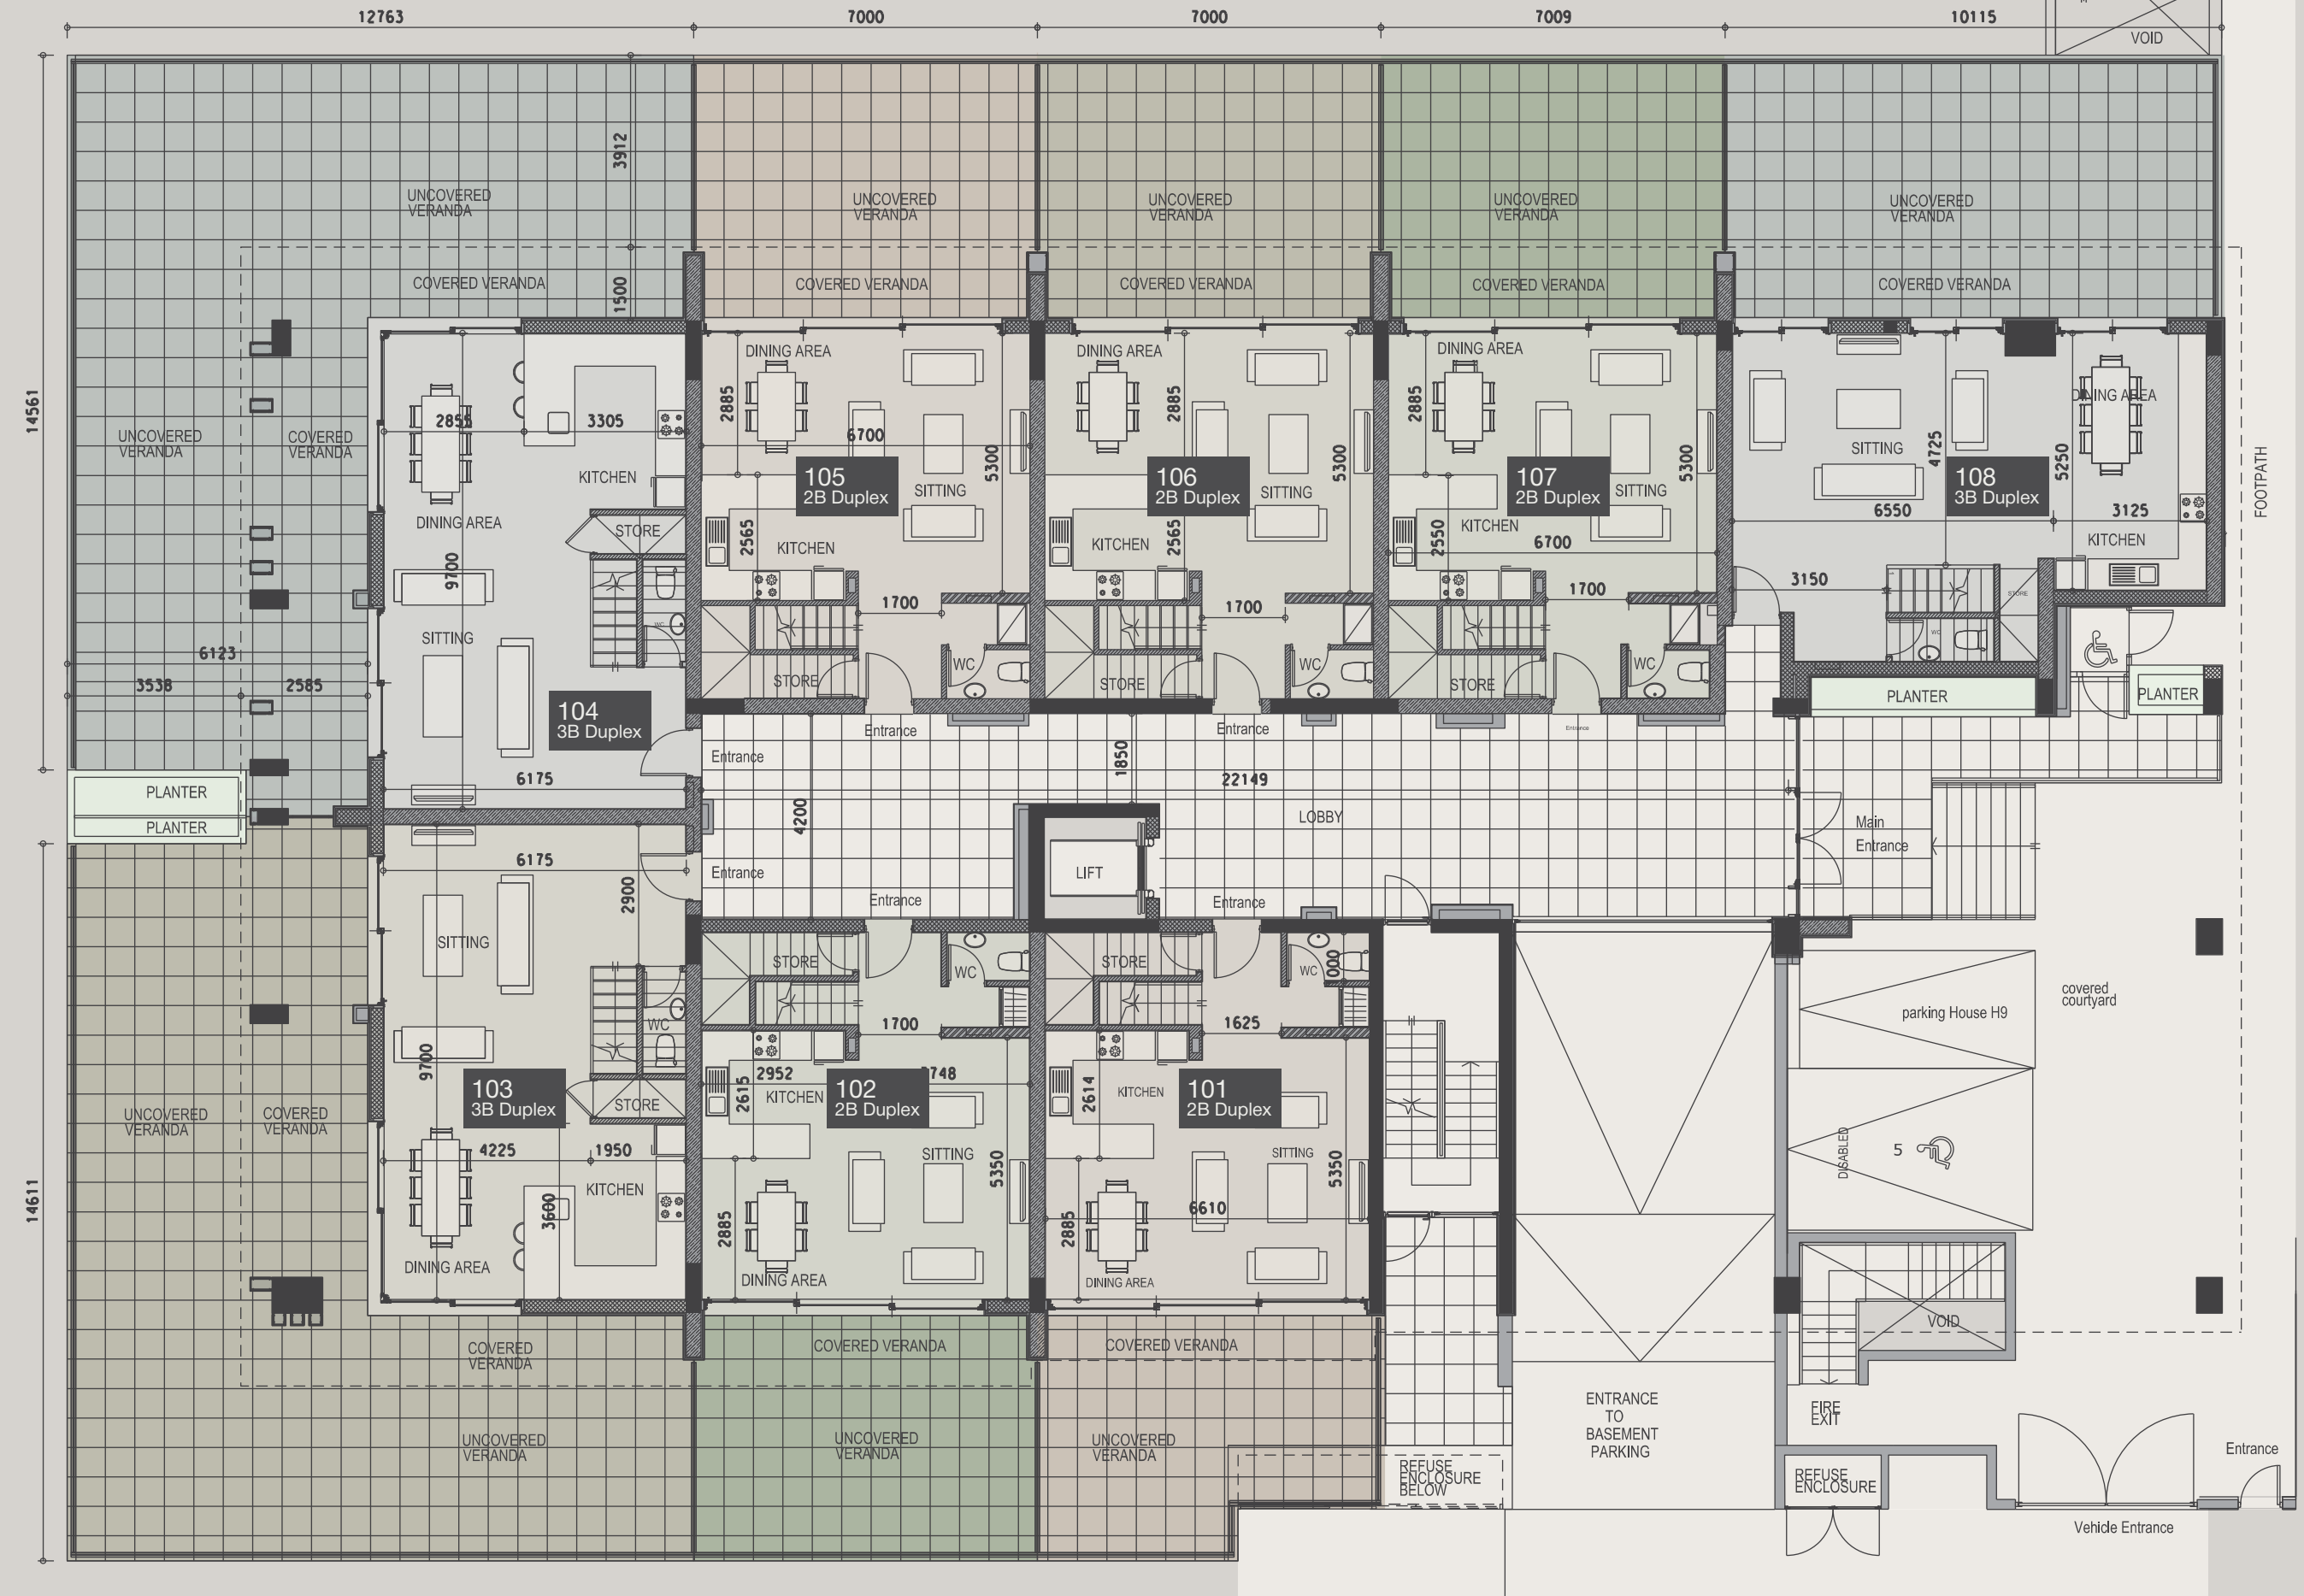 12763
7000
7000
7009
10115
VOID
14561
3912
UNCOVERED
VERANDA
UNCOVERED
VERANDA
UNCOVERED
VERANDA
UNCOVERED
VERANDA
UNCOVERED
VERANDA
COVERED VERANDA
1500
COVERED VERANDA
COVERED VERANDA
COVERED VERANDA
COVERED VERANDA
UNCOVERED
VERANDA
COVERED
VERANDA
2855
3305
KITCHEN
DINING AREA
STORE
9700
WC
SITTING
104
3B Duplex
6175
6123
3538
2585
PLANTER
PLANTER
DINING AREA
2885
6700
5300
105
2B Duplex
SITTING
2565
KITCHEN
1700
WC
STORE
DINING AREA
2885
5300
106
2B Duplex
SITTING
2565
KITCHEN
1700
WC
STORE
DINING AREA
2885
5300
107
2B Duplex
SITTING
2550
KITCHEN
6700
1700
WC
STORE
DINING AREA
SITTING
4725
5250
108
3B Duplex
6550
3125
KITCHEN
3150
STORE
WC
FOOTPATH
PLANTER
PLANTER
Entrance
Entrance
Entrance
Entrance
1850
22149
4200
LOBBY
LIFT
Main
Entrance
Entrance
Entrance
Entrance
14611
6175
2900
SITTING
WC
9700
103
3B Duplex
STORE
4225
1950
KITCHEN
3600
DINING AREA
UNCOVERED
VERANDA
COVERED
VERANDA
COVERED
VERANDA
UNCOVERED
VERANDA
STORE
WC
1700
2952
2615
KITCHEN
102
2B Duplex
SITTING
5350
2885
DINING AREA
COVERED VERANDA
UNCOVERED
VERANDA
STORE
WC
1625
2614
KITCHEN
101
2B Duplex
SITTING
5350
2885
6610
DINING AREA
COVERED VERANDA
UNCOVERED
VERANDA
parking House H9
covered
courtyard
DISABLED
5
VOID
FIRE
EXIT
ENTRANCE
TO
BASEMENT
PARKING
REFUSE
ENCLOSURE
BELOW
REFUSE
ENCLOSURE
Entrance
Vehicle Entrance